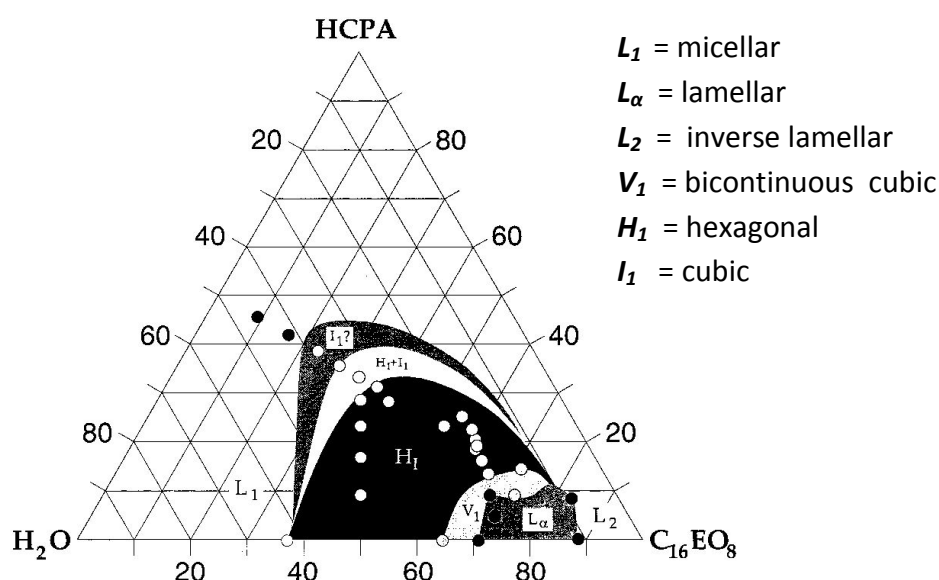 HCPA
L₁ = micellar
Lα = lamellar
L₂ = inverse lamellar
V₁ = bicontinuous cubic
H₁ = hexagonal
I₁ = cubic
20
80
40
60
60
40
I₁?
H₁+I₁
80
20
H₁
L₁
V₁
Lα
L₂
H₂O
C₁₆EO₈
20
40
60
80